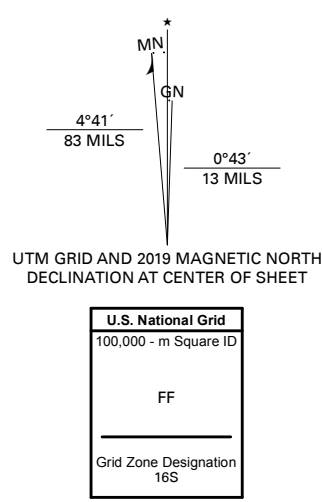 ★
MN
GN
4°41´
83 MILS
0°43´
13 MILS
UTM GRID AND 2019 MAGNETIC NORTH
DECLINATION AT CENTER OF SHEET
U.S. National Grid
100,000 - m Square ID
FF
Grid Zone Designation
16S